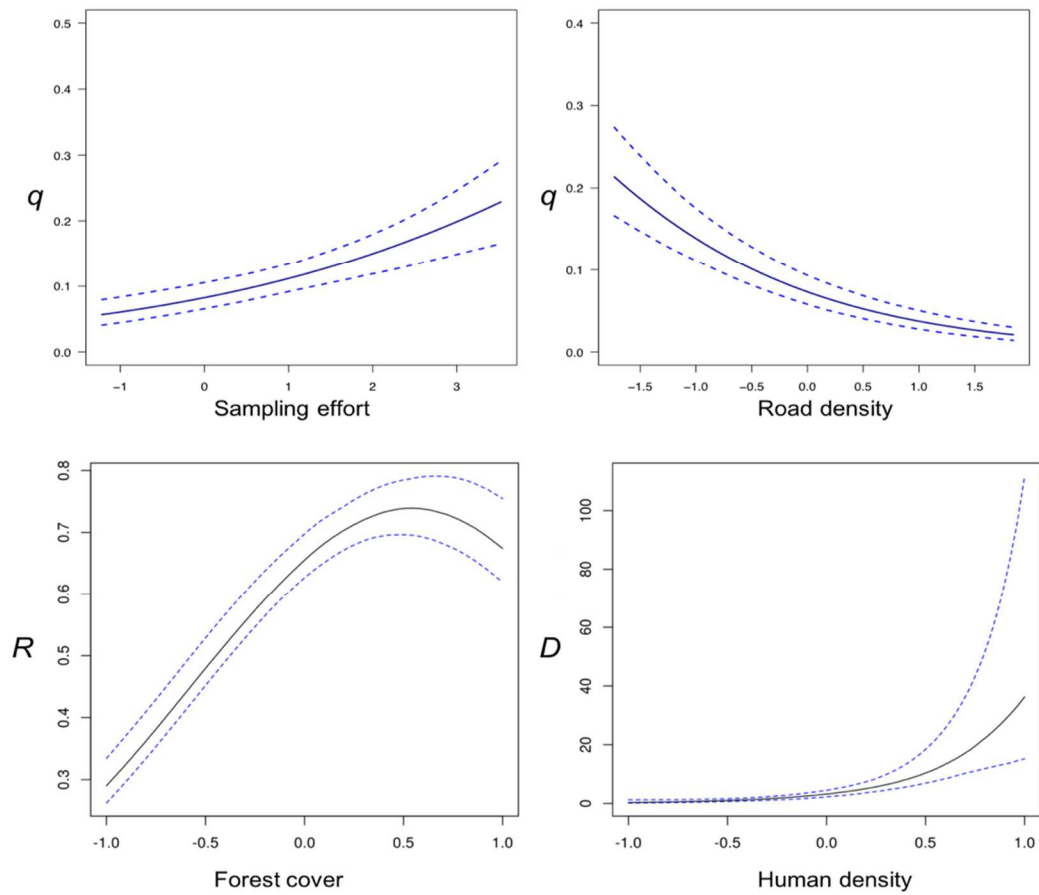 0.5
0.4
0.3
0.2
0.1
0.0
q
−1 0 1 2 3
Sampling effort
0.4
0.3
0.2
0.1
0.0
q
−1.5 −1.0 −0.5 0.0 0.5 1.0 1.5
Road density
0.8
0.7
0.6
0.5
0.4
0.3
R
-1.0 -0.5 0.0 0.5 1.0
Forest cover
100
80
60
40
20
0
D
-1.0 -0.5 0.0 0.5 1.0
Human density